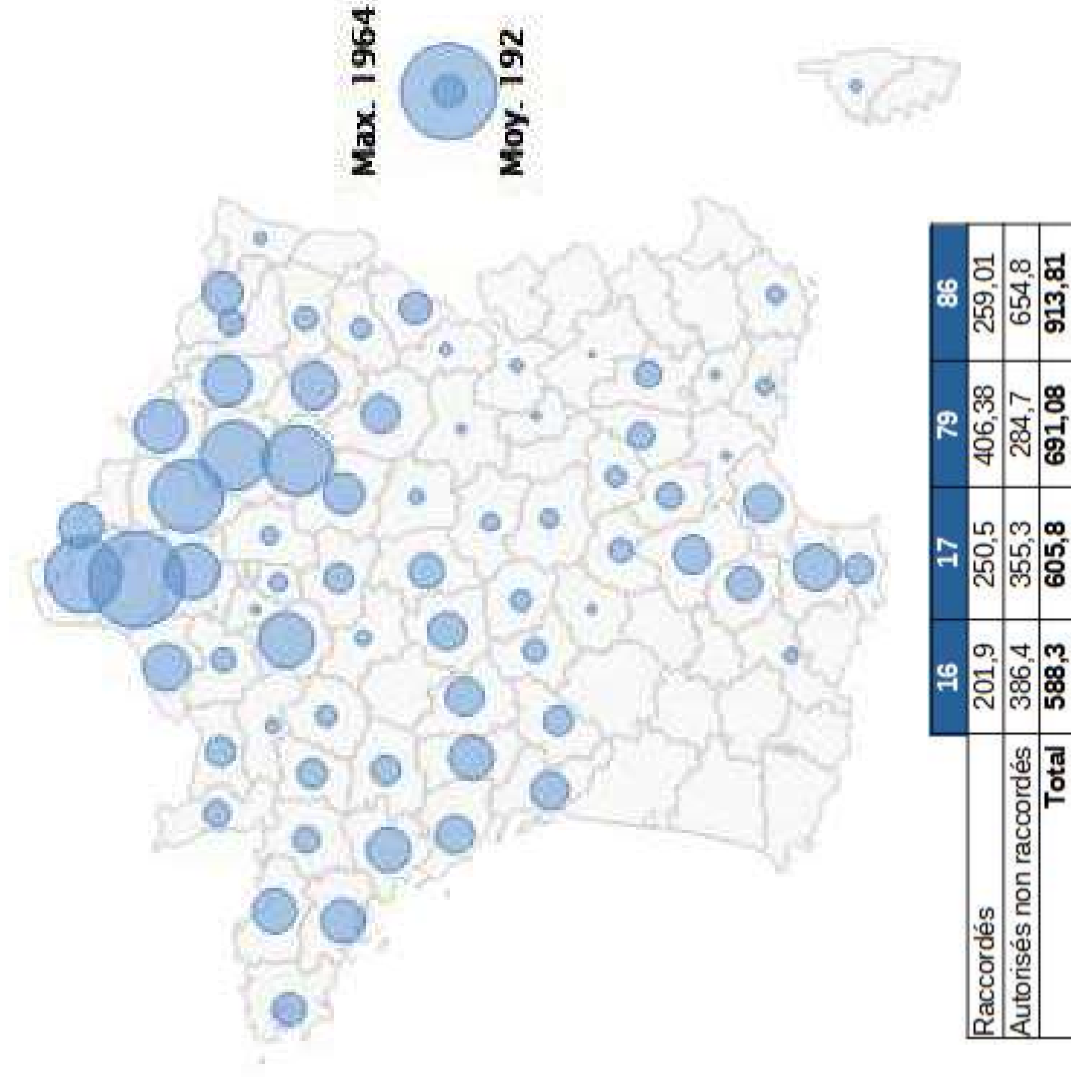 Max. 1964
Moy. 192
16 17 79 86
Raccordés 201,9 250,5 406,38 259,01
Autorisés non raccordés 386,4 355,3 284,7 654,8
Total 588,3 605,8 691,08 913,81